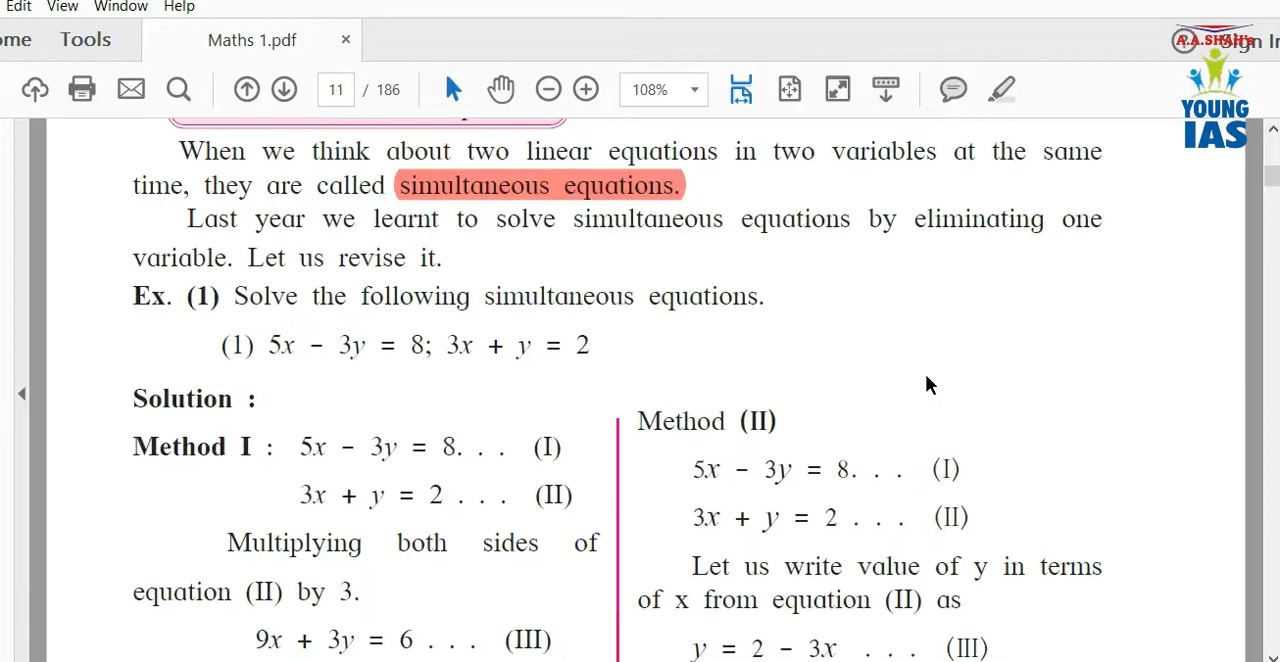 Edit View Window Help
ome Tools Maths 1.pdf ×
A.A.SHAH's Sign In
11 / 186 108%
YOUNG
IAS
When we think about two linear equations in two variables at the same
time, they are called simultaneous equations.
Last year we learnt to solve simultaneous equations by eliminating one
variable. Let us revise it.
Ex. (1) Solve the following simultaneous equations.
(1) 5x - 3y = 8; 3x + y = 2
Solution :
Method I : 5x - 3y = 8. . . (I)
3x + y = 2 . . . (II)
Multiplying both sides of
equation (II) by 3.
9x + 3y = 6 . . . (III)
Method (II)
5x - 3y = 8. . . (I)
3x + y = 2 . . . (II)
Let us write value of y in terms
of x from equation (II) as
y = 2 - 3x . . . (III)